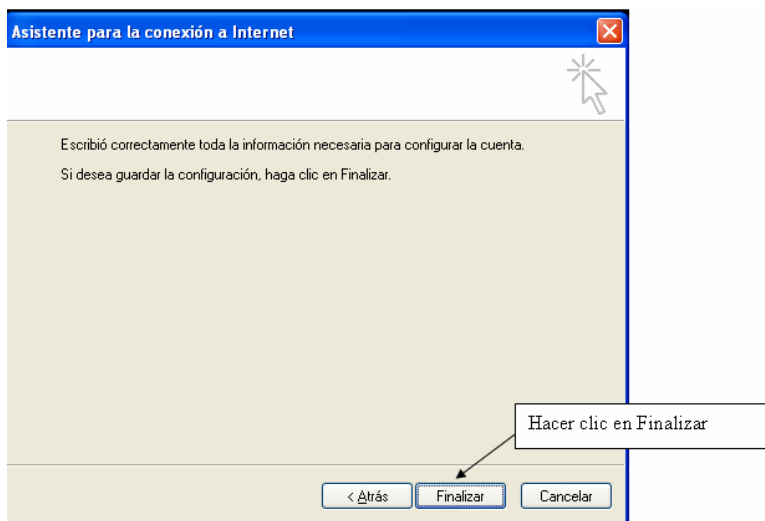 Asistente para la conexión a Internet
Escribió correctamente toda la información necesaria para configurar la cuenta.
Si desea guardar la configuración, haga clic en Finalizar.
Hacer clic en Finalizar
< Atrás Finalizar Cancelar